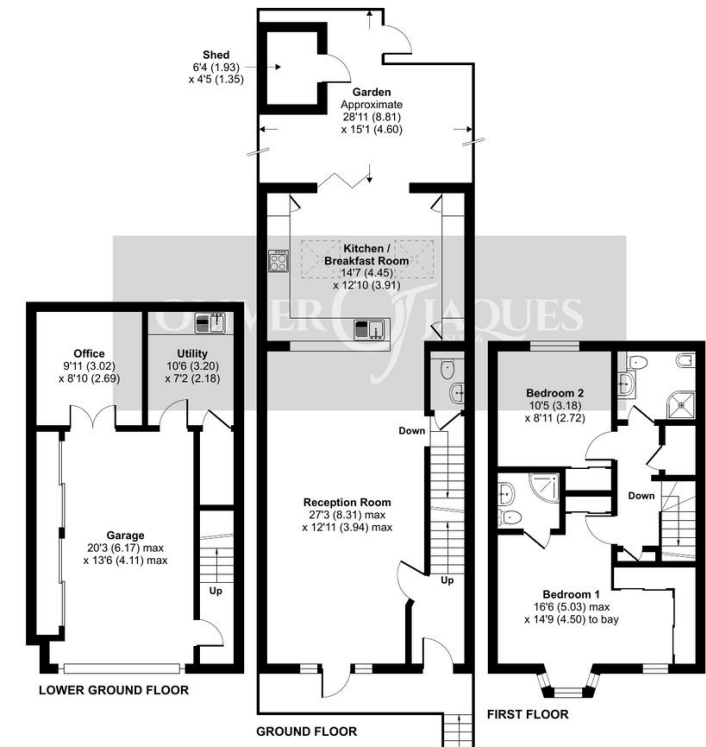 Shed
6'4 (1.93)
x 4'5 (1.35)
Garden
Approximate
28'11 (8.81)
x 15'1 (4.60)
Kitchen /
Breakfast Room
14'7 (4.45)
x 12'10 (3.91)
OLIVER JAQUES
Office
9'11 (3.02)
x 8'10 (2.69)
Utility
10'6 (3.20)
x 7'2 (2.18)
Bedroom 2
10'5 (3.18)
x 8'11 (2.72)
Down
Reception Room
27'3 (8.31) max
x 12'11 (3.94) max
Down
Garage
20'3 (6.17) max
x 13'6 (4.11) max
Up
Up
Bedroom 1
16'6 (5.03) max
x 14'9 (4.50) to bay
LOWER GROUND FLOOR
GROUND FLOOR
FIRST FLOOR